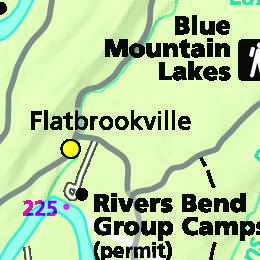 Blue
Mountain
Lakes
Flatbrookville
225
Rivers Bend
Group Camps
(permit)